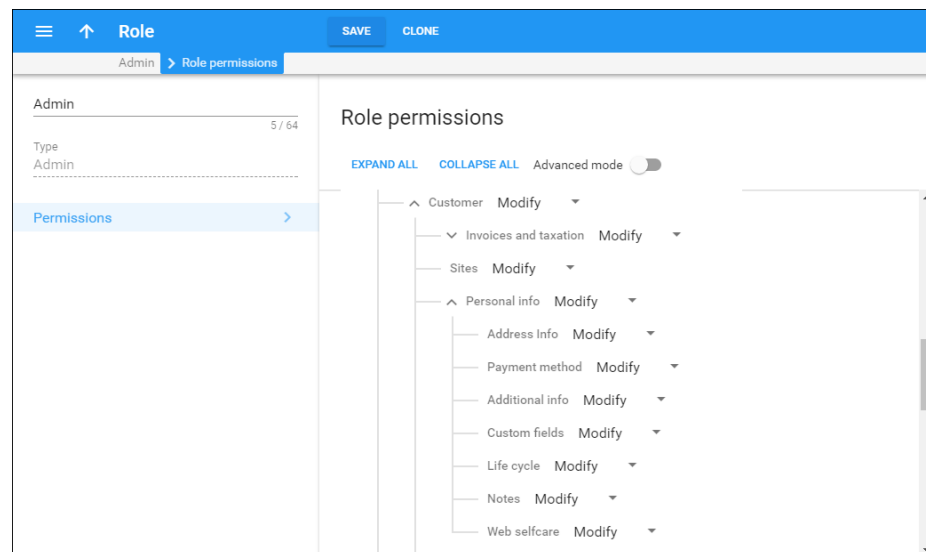 Role SAVE CLONE
Admin Role permissions
Admin
5 / 64
Type
Admin
Permissions
Role permissions
EXPAND ALL COLLAPSE ALL Advanced mode
Customer Modify
Invoices and taxation Modify
Sites Modify
Personal info Modify
Address Info Modify
Payment method Modify
Additional info Modify
Custom fields Modify
Life cycle Modify
Notes Modify
Web selfcare Modify